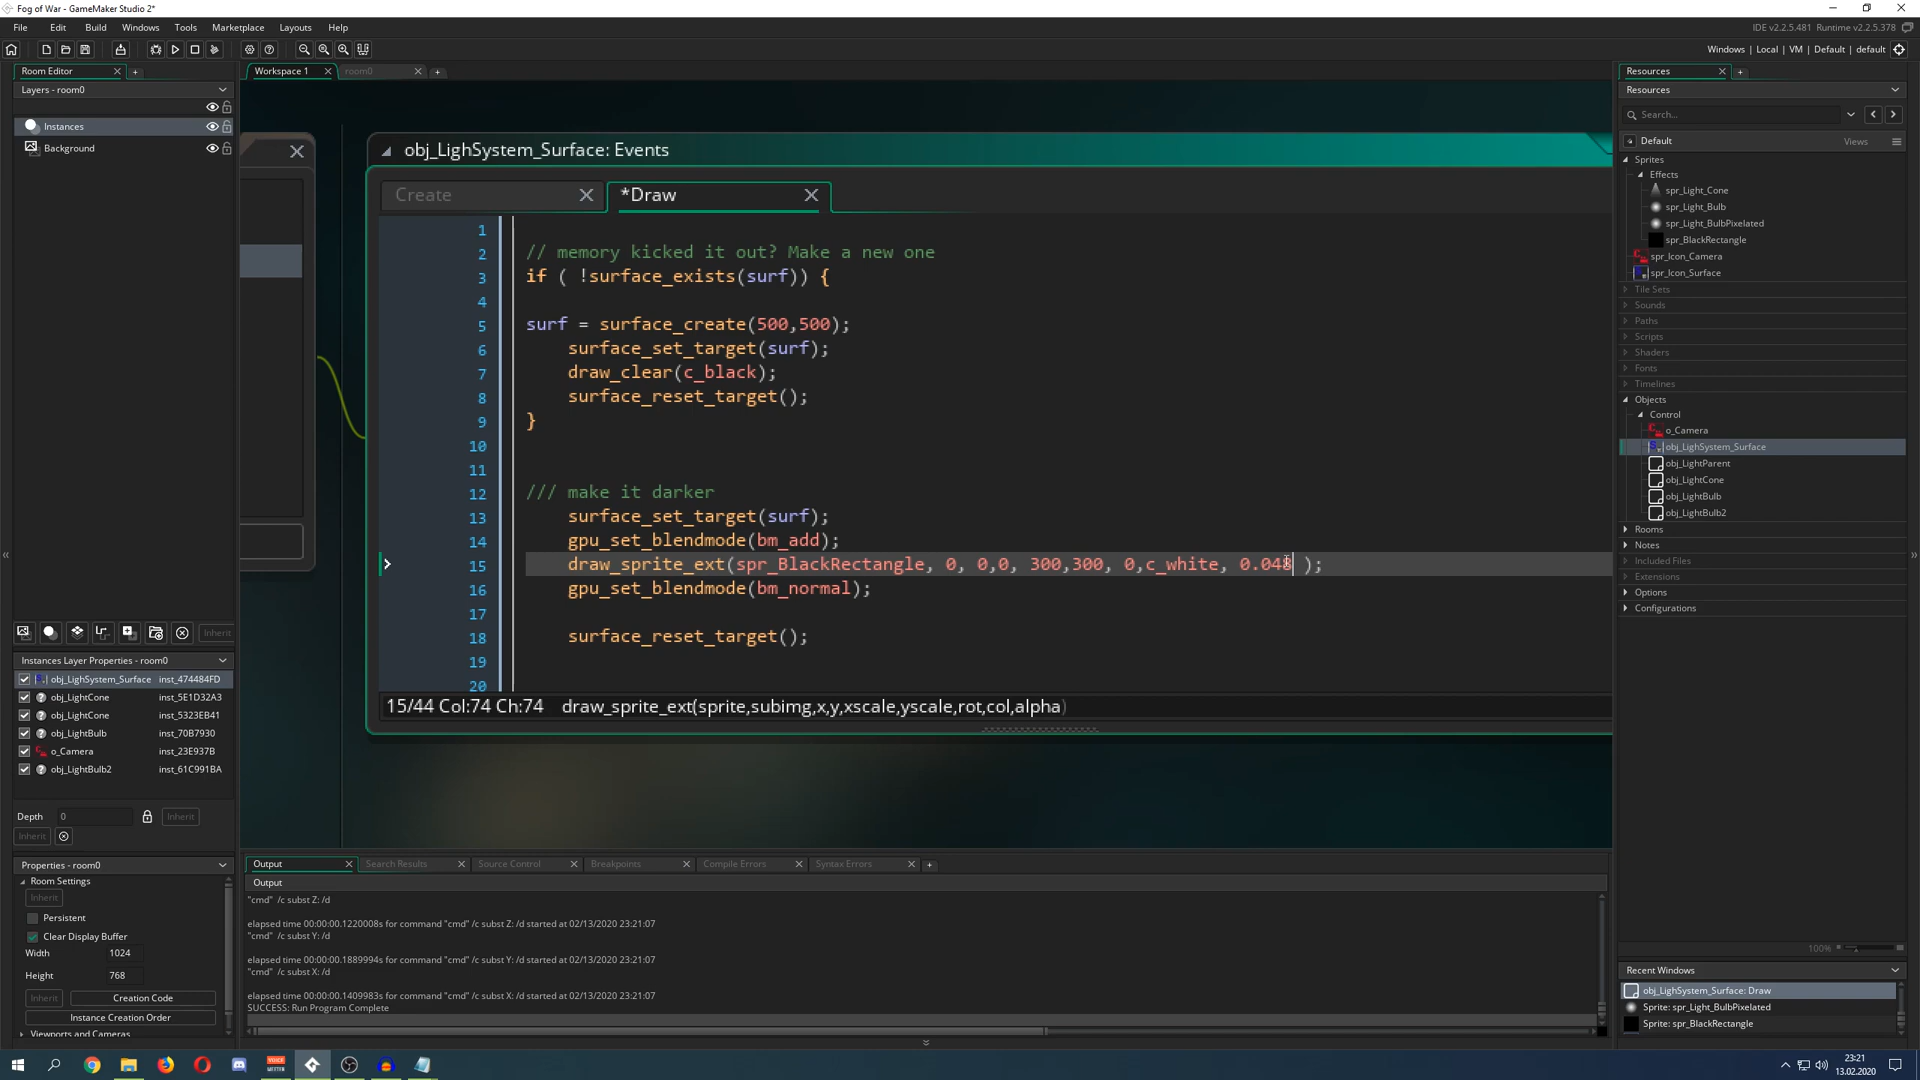 Fog of War - GameMaker Studio 2*
File Edit Build Windows Tools Marketplace Layouts Help
IDE v2.2.5.481 Runtime v2.2.5.378
Windows | Local | VM | Default | default
Room Editor
Layers - room0
Instances
Background
Workspace 1
room0
obj_LighSystem_Surface: Events
Create
*Draw
1
2 // memory kicked it out? Make a new one
3 if ( !surface_exists(surf)) {
4
5 surf = surface_create(500,500);
6 surface_set_target(surf);
7 draw_clear(c_black);
8 surface_reset_target();
9 }
10
11
12 /// make it darker
13 surface_set_target(surf);
14 gpu_set_blendmode(bm_add);
15 draw_sprite_ext(spr_BlackRectangle, 0, 0,0, 300,300, 0,c_white, 0.048 );
16 gpu_set_blendmode(bm_normal);
17
18 surface_reset_target();
19
20
15/44 Col:74 Ch:74 draw_sprite_ext(sprite,subimg,x,y,xscale,yscale,rot,col,alpha)
Inherit
Instances Layer Properties - room0
obj_LighSystem_Surface inst_474484FD
obj_LightCone inst_5E1D32A3
obj_LightCone inst_5323EB41
obj_LightBulb inst_70B7930
o_Camera inst_23E937B
obj_LightBulb2 inst_61C991BA
Depth 0 Inherit
Inherit
Properties - room0
Room Settings
Inherit
Persistent
Clear Display Buffer
Width 1024
Height 768
Inherit Creation Code
Instance Creation Order
Viewports and Cameras
Output Search Results Source Control Breakpoints Compile Errors Syntax Errors
Output
"cmd" /c subst Z: /d
elapsed time 00:00:00.1220008s for command "cmd" /c subst Z: /d started at 02/13/2020 23:21:07
"cmd" /c subst Y: /d
elapsed time 00:00:00.1889994s for command "cmd" /c subst Y: /d started at 02/13/2020 23:21:07
"cmd" /c subst X: /d
elapsed time 00:00:00.1409983s for command "cmd" /c subst X: /d started at 02/13/2020 23:21:07
SUCCESS: Run Program Complete
Resources
Resources
Search...
Default Views
Sprites
Effects
spr_Light_Cone
spr_Light_Bulb
spr_Light_BulbPixelated
spr_BlackRectangle
spr_Icon_Camera
spr_Icon_Surface
Tile Sets
Sounds
Paths
Scripts
Shaders
Fonts
Timelines
Objects
Control
o_Camera
obj_LighSystem_Surface
obj_LightParent
obj_LightCone
obj_LightBulb
obj_LightBulb2
Rooms
Notes
Included Files
Extensions
Options
Configurations
100%
Recent Windows
obj_LighSystem_Surface: Draw
Sprite: spr_Light_BulbPixelated
Sprite: spr_BlackRectangle
23:21
13.02.2020